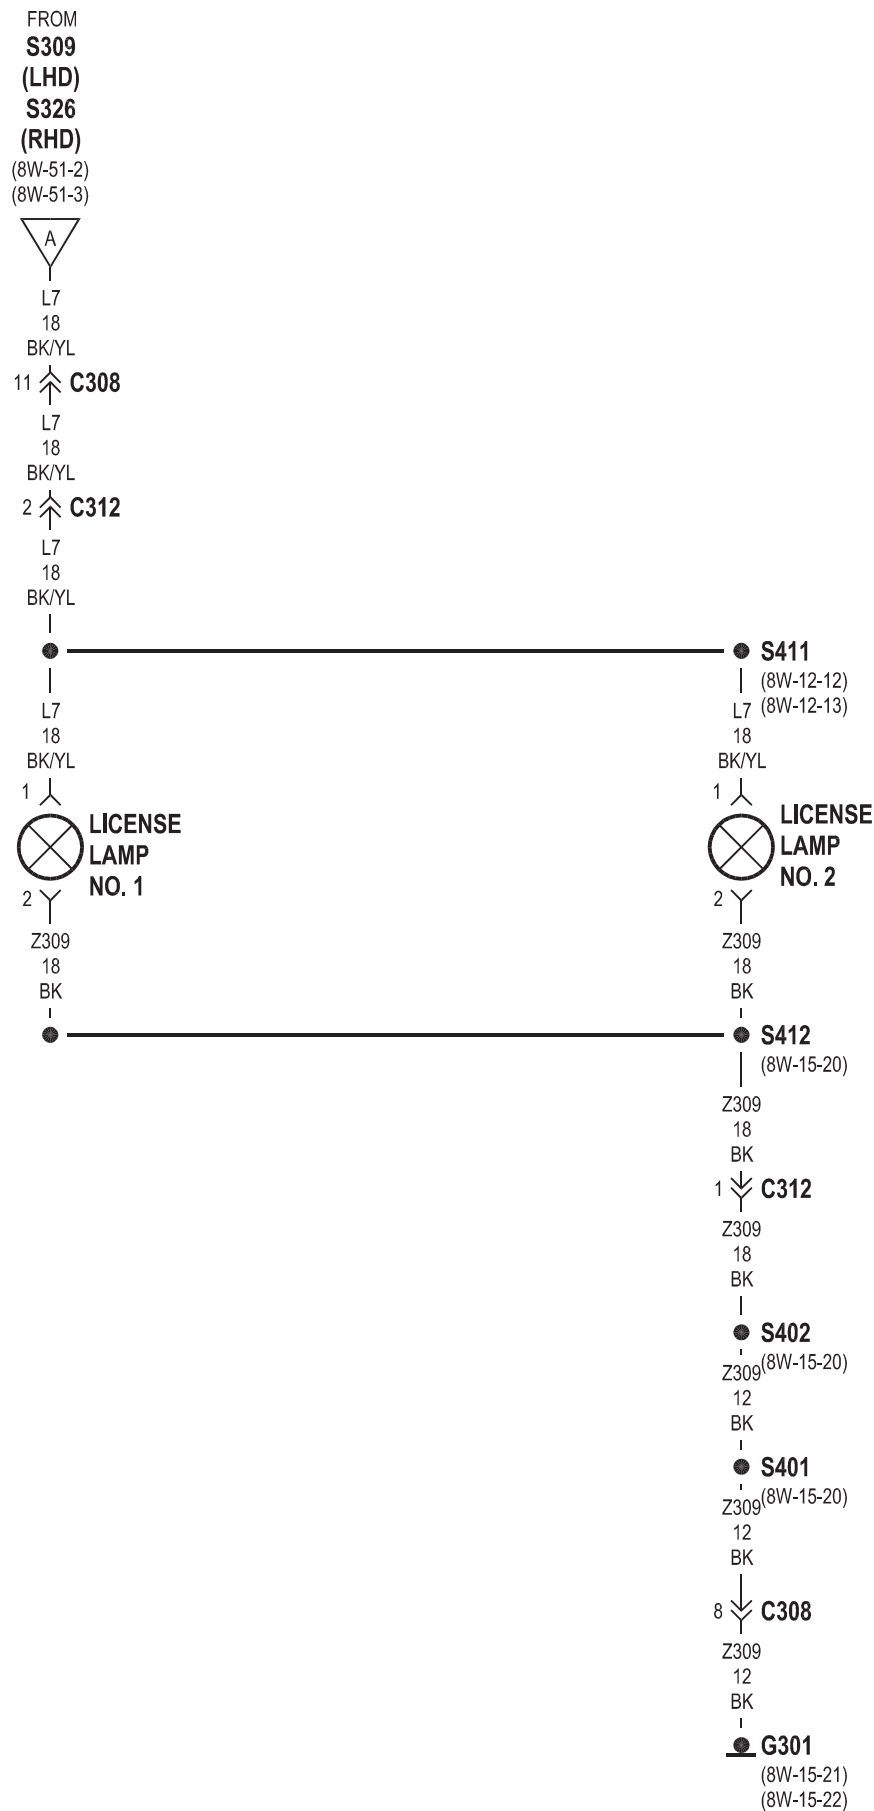 FROM
S309
(LHD)
S326
(RHD)
(8W-51-2)
(8W-51-3)
A
L7
18
BK/YL
11 C308
L7
18
BK/YL
2 C312
L7
18
BK/YL
S411
(8W-12-12)
(8W-12-13)
L7
18
BK/YL
1
LICENSE
LAMP
NO. 1
2
Z309
18
BK
L7
18
BK/YL
1
LICENSE
LAMP
NO. 2
2
Z309
18
BK
S412
(8W-15-20)
Z309
18
BK
1 C312
Z309
18
BK
S402
(8W-15-20)
Z309
12
BK
S401
(8W-15-20)
Z309
12
BK
8 C308
Z309
12
BK
G301
(8W-15-21)
(8W-15-22)